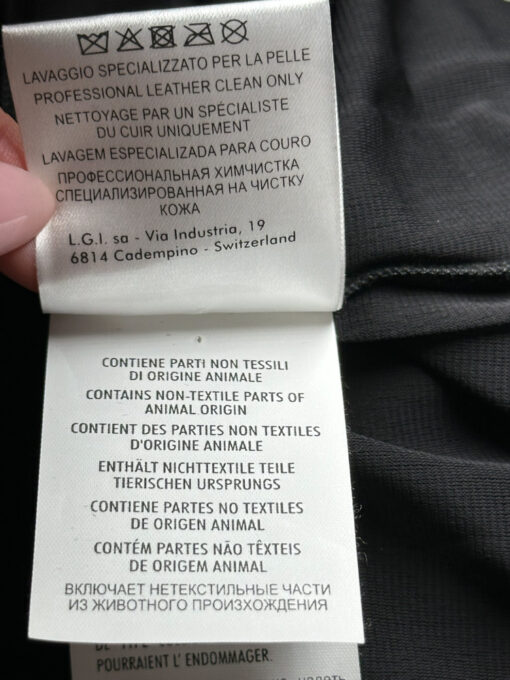 LAVAGGIO SPECIALIZZATO PER LA PELLE
PROFESSIONAL LEATHER CLEAN ONLY
NETTOYAGE PAR UN SPÉCIALISTE
DU CUIR UNIQUEMENT
LAVAGEM ESPECIALIZADA PARA COURO
ПРОФЕССИОНАЛЬНАЯ ХИМЧИСТКА
СПЕЦИАЛИЗИРОВАННАЯ НА ЧИСТКУ
КОЖА
L.G.I. sa - Via Industria, 19
6814 Cadempino - Switzerland
CONTIENE PARTI NON TESSILI
DI ORIGINE ANIMALE
CONTAINS NON-TEXTILE PARTS OF
ANIMAL ORIGIN
CONTIENT DES PARTIES NON TEXTILES
D'ORIGINE ANIMALE
ENTHÄLT NICHTTEXTILE TEILE
TIERISCHEN URSPRUNGS
CONTIENE PARTES NO TEXTILES
DE ORIGEN ANIMAL
CONTÉM PARTES NÃO TÊXTEIS
DE ORIGEM ANIMAL
ВКЛЮЧАЕТ НЕТЕКСТИЛЬНЫЕ ЧАСТИ
ИЗ ЖИВОТНОГО ПРОИЗХОЖДЕНИЯ
POURRAIENT L' ENDOMMAGER.